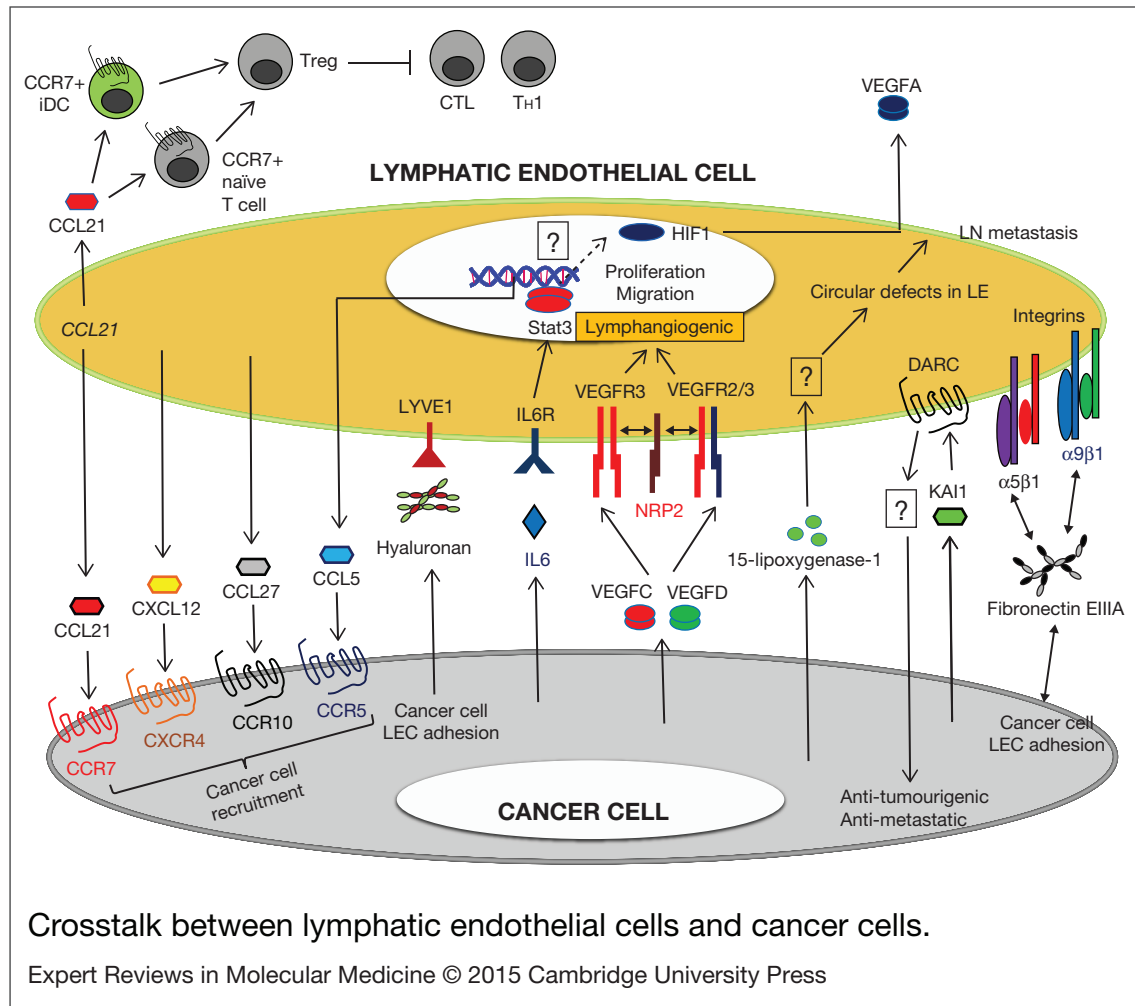 CCR7+
iDC
Treg
CTL
TH1
VEGFA
CCR7+
naïve
T cell
CCL21
LYMPHATIC ENDOTHELIAL CELL
?
HIF1
LN metastasis
Proliferation
Migration
Circular defects in LE
CCL21
Stat3
Lymphangiogenic
Integrins
?
DARC
VEGFR3
VEGFR2/3
LYVE1
IL6R
α5β1
α9β1
NRP2
?
KAI1
Hyaluronan
IL6
15-lipoxygenase-1
CCL5
CCL27
CXCL12
CCL21
VEGFC
VEGFD
Fibronectin EIIIA
CCR7
CXCR4
CCR10
CCR5
Cancer cell
LEC adhesion
Cancer cell
LEC adhesion
Cancer cell
recruitment
CANCER CELL
Anti-tumourigenic
Anti-metastatic
Crosstalk between lymphatic endothelial cells and cancer cells.
Expert Reviews in Molecular Medicine © 2015 Cambridge University Press